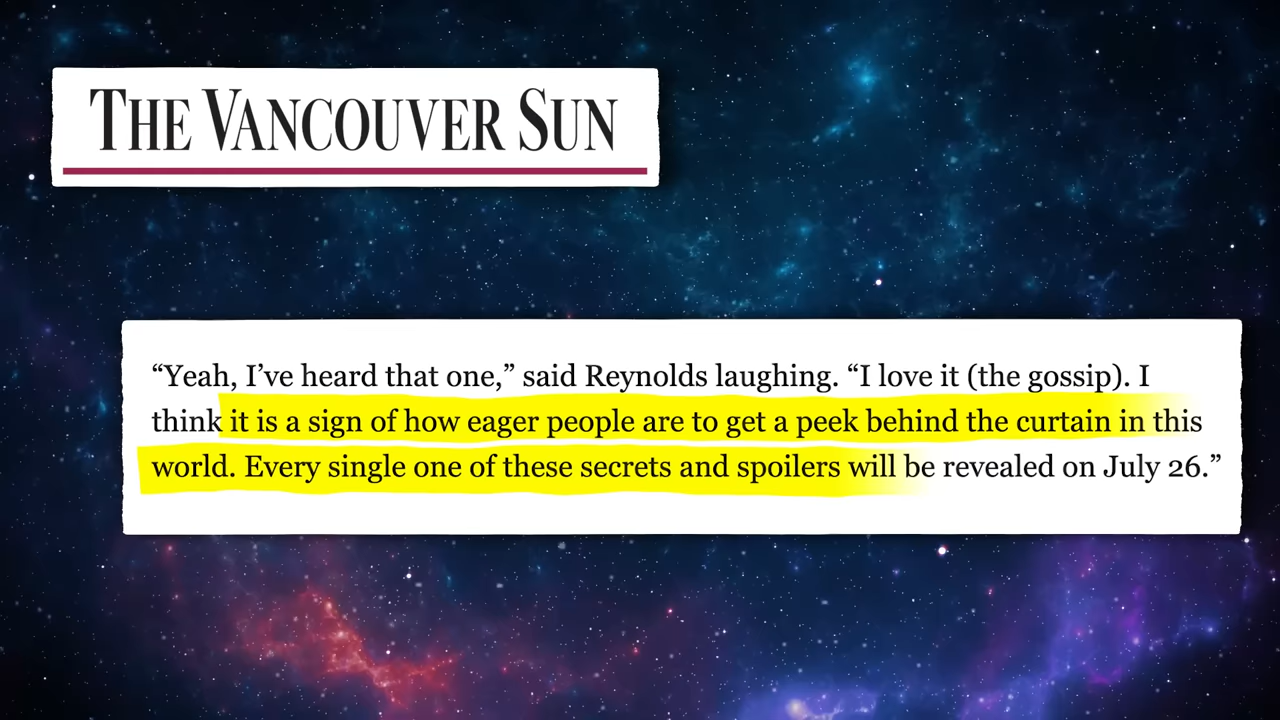 THE VANCOUVER SUN
“Yeah, I’ve heard that one,” said Reynolds laughing. “I love it (the gossip). I
think it is a sign of how eager people are to get a peek behind the curtain in this
world. Every single one of these secrets and spoilers will be revealed on July 26.”